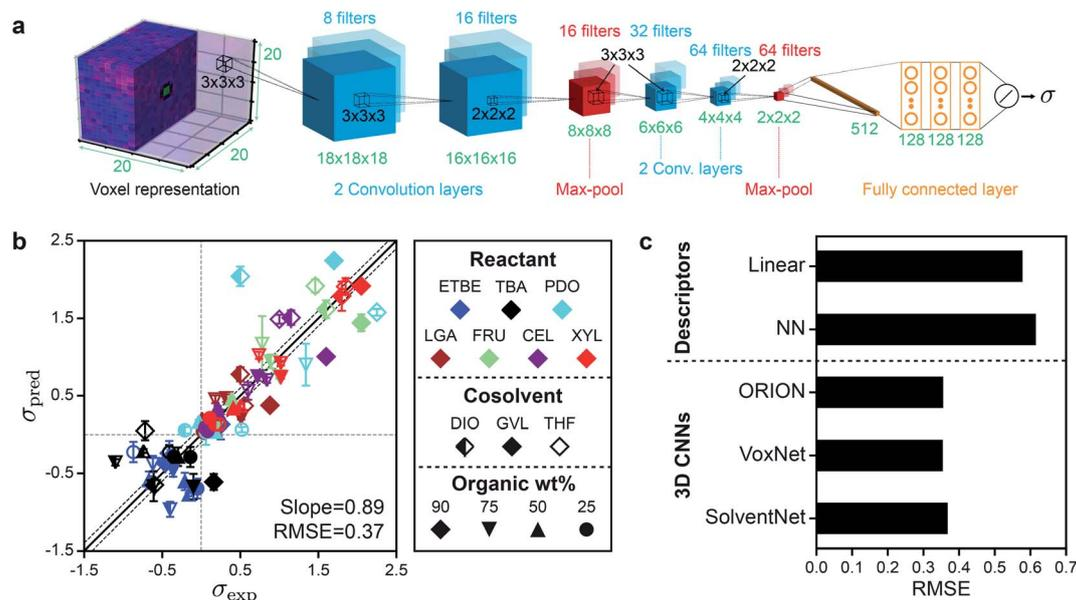 a
8 filters
16 filters
16 filters
32 filters
64 filters
64 filters
20
20
20
3x3x3
3x3x3
2x2x2
3x3x3
2x2x2
18x18x18
16x16x16
8x8x8
6x6x6
4x4x4
2x2x2
512
128 128 128
σ
Voxel representation
2 Convolution layers
Max-pool
2 Conv. layers
Max-pool
Fully connected layer
b
2.5
1.5
0.5
-0.5
-1.5
σpred
-1.5 -0.5 0.5 1.5 2.5
σexp
Slope=0.89
RMSE=0.37
Reactant
ETBE TBA PDO
LGA FRU CEL XYL
Cosolvent
DIO GVL THF
Organic wt%
90 75 50 25
c
Descriptors
Linear
NN
3D CNNs
ORION
VoxNet
SolventNet
0.0 0.1 0.2 0.3 0.4 0.5 0.6 0.7
RMSE